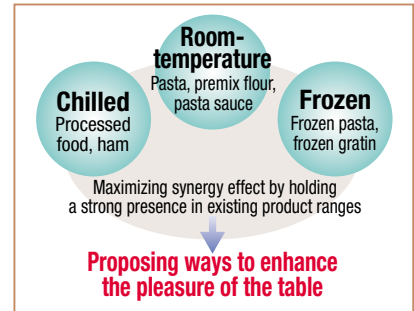 Room-
temperature
Pasta, premix flour,
pasta sauce
Chilled
Processed
food, ham
Frozen
Frozen pasta,
frozen gratin
Maximizing synergy effect by holding
a strong presence in existing product ranges
Proposing ways to enhance
the pleasure of the table